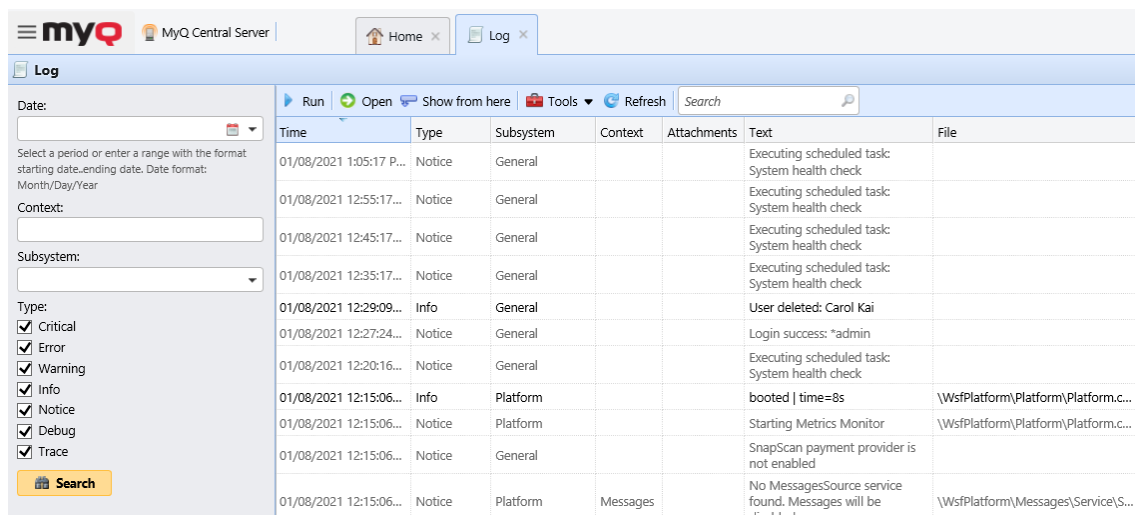 myQ MyQ Central Server Home × Log ×
Log
Date:
Select a period or enter a range with the format
starting date..ending date. Date format:
Month/Day/Year
Context:
Subsystem:
Type:
Critical
Error
Warning
Info
Notice
Debug
Trace
Search
Run Open Show from here Tools Refresh Search
Time Type Subsystem Context Attachments Text File
01/08/2021 1:05:17 P... Notice General Executing scheduled task:
System health check
01/08/2021 12:55:17... Notice General Executing scheduled task:
System health check
01/08/2021 12:45:17... Notice General Executing scheduled task:
System health check
01/08/2021 12:35:17... Notice General Executing scheduled task:
System health check
01/08/2021 12:29:09... Info General User deleted: Carol Kai
01/08/2021 12:27:24... Notice General Login success: *admin
01/08/2021 12:20:16... Notice General Executing scheduled task:
System health check
01/08/2021 12:15:06... Info Platform booted | time=8s \WsfPlatform\Platform\Platform.c...
01/08/2021 12:15:06... Notice Platform Starting Metrics Monitor \WsfPlatform\Platform\Platform.c...
01/08/2021 12:15:06... Notice General SnapScan payment provider is
not enabled
01/08/2021 12:15:06... Notice Platform Messages No MessagesSource service
found. Messages will be \WsfPlatform\Messages\Service\S...